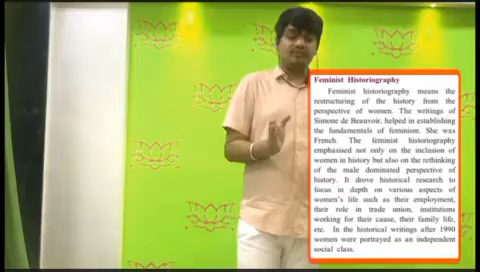 Feminist Historiography
Feminist historiography means the
restructuring of the history from the
perspective of women. The writings of
Simone de Beauvoir, helped in establishing
the fundamentals of feminism. She was
French. The feminist historiography
emphasised not only on the inclusion of
women in history but also on the rethinking
of the male dominated perspective of
history. It drove historical research to
focus in depth on various aspects of
women's life such as their employment,
their role in trade union, institutions
working for their cause, their family life,
etc. In the historical writings after 1990
women were portrayed as an independent
social class.